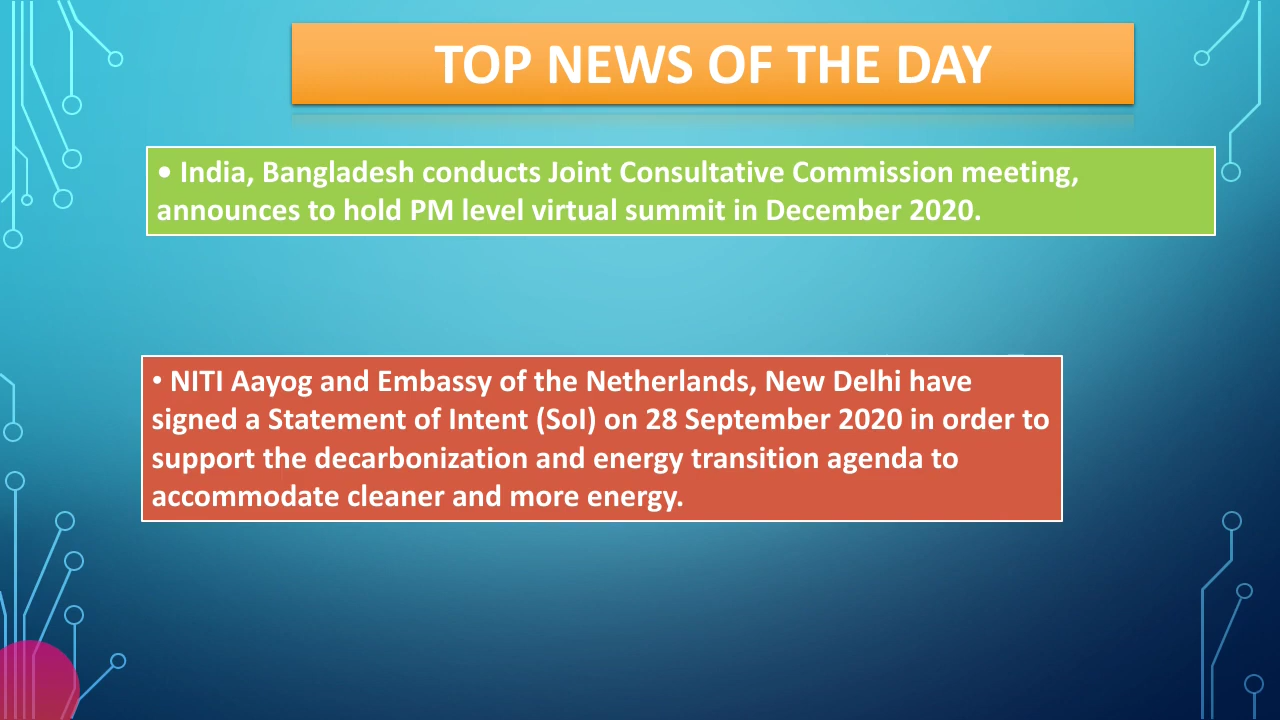 TOP NEWS OF THE DAY
• India, Bangladesh conducts Joint Consultative Commission meeting,
announces to hold PM level virtual summit in December 2020.
• NITI Aayog and Embassy of the Netherlands, New Delhi have
signed a Statement of Intent (SoI) on 28 September 2020 in order to
support the decarbonization and energy transition agenda to
accommodate cleaner and more energy.